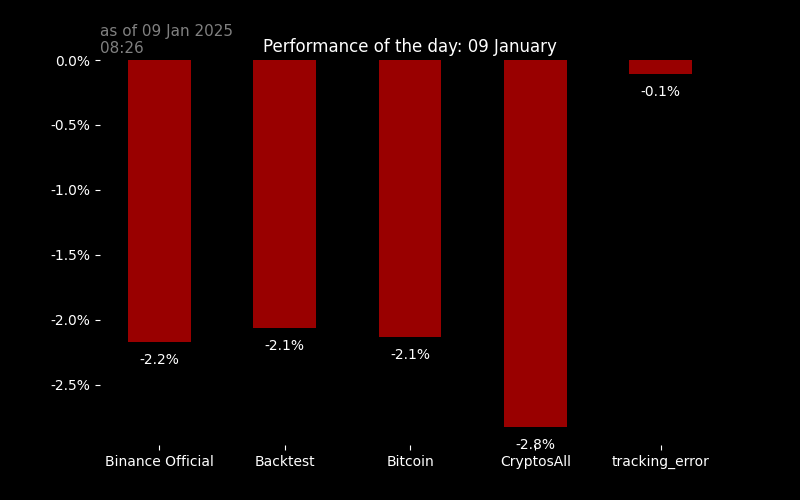 as of 09 Jan 2025
08:26
Performance of the day: 09 January
0.0%
-0.5%
-1.0%
-1.5%
-2.0%
-2.5%
-2.2%
-2.1%
-2.1%
-2.8%
-0.1%
Binance Official
Backtest
Bitcoin
CryptosAll
tracking_error